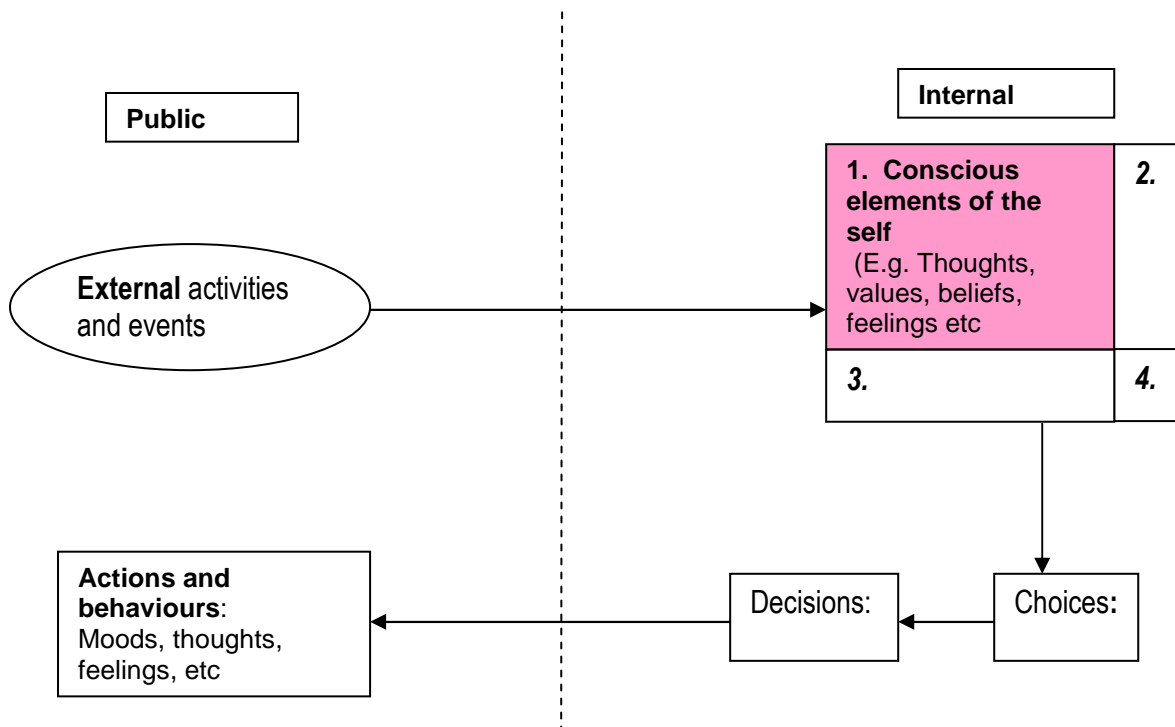 Public
Internal
1.  Conscious
elements of the
self
(E.g. Thoughts,
values, beliefs,
feelings etc
2.
3.
4.
External activities
and events
Actions and
behaviours:
Moods, thoughts,
feelings, etc
Decisions:
Choices: